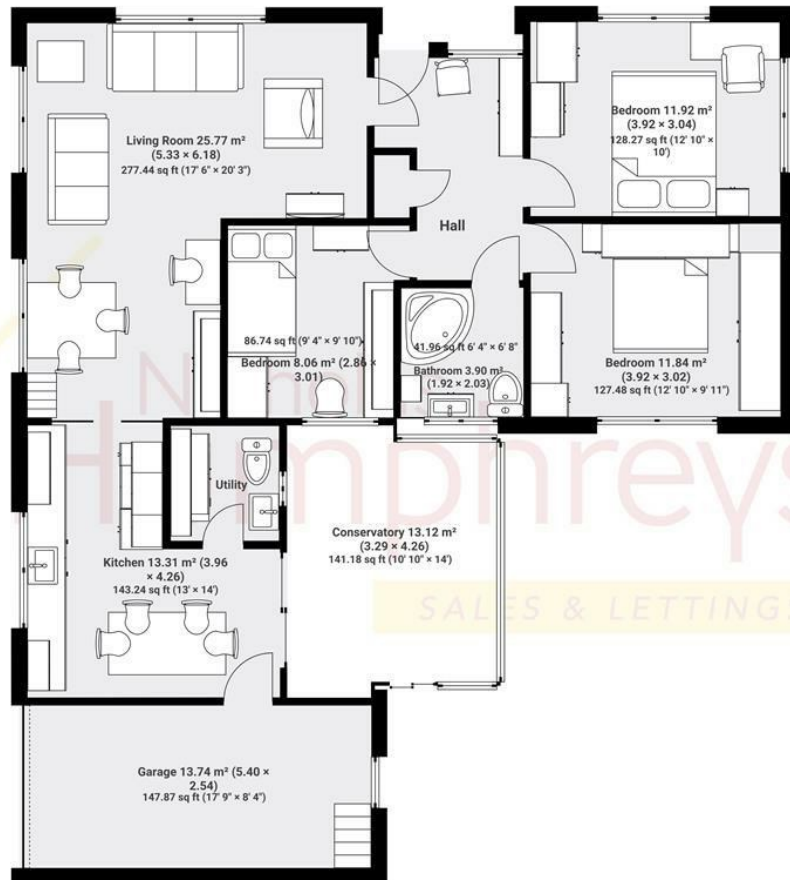 Living Room 25.77 m²
(5.33 × 6.18)
277.44 sq ft (17' 6" × 20' 3")
Bedroom 11.92 m²
(3.92 × 3.04)
128.27 sq ft (12' 10" ×
10')
Hall
86.74 sq ft (9' 4" × 9' 10")
Bedroom 8.06 m² (2.86 ×
3.01)
41.96 sq ft 6' 4" × 6' 8"
Bathroom 3.90 m²
(1.92 × 2.03)
Bedroom 11.84 m²
(3.92 × 3.02)
127.48 sq ft (12' 10" × 9' 11")
Utility
Conservatory 13.12 m²
(3.29 × 4.26)
141.18 sq ft (10' 10" × 14')
Kitchen 13.31 m² (3.96
× 4.26)
143.24 sq ft (13' × 14')
Garage 13.74 m² (5.40 ×
2.54)
147.87 sq ft (17' 9" × 8' 4")
Humphreys
SALES & LETTINGS